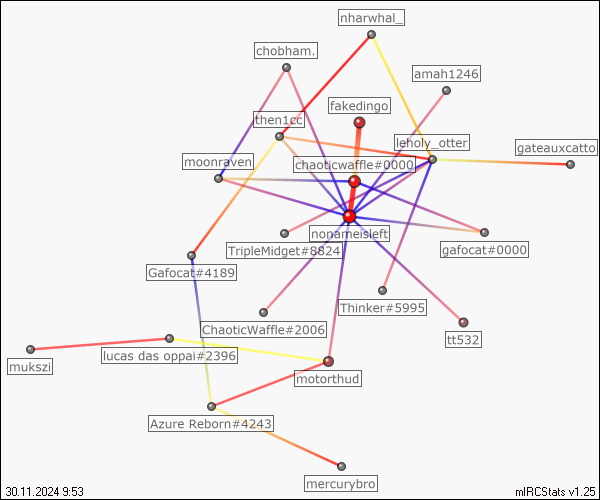 nharwhal_
chobham.
amah1246
fakedingo
then1cc
leholy_otter
gateauxcatto
moonraven
chaoticwaffle#0000
nonameisleft
TripleMidget#8824
gafocat#0000
Gafocat#4189
Thinker#5995
ChaoticWaffle#2006
tt532
lucas das oppai#2396
mukszi
motorthud
Azure Reborn#4243
mercurybro
30.11.2024 9:53
mIRCStats v1.25